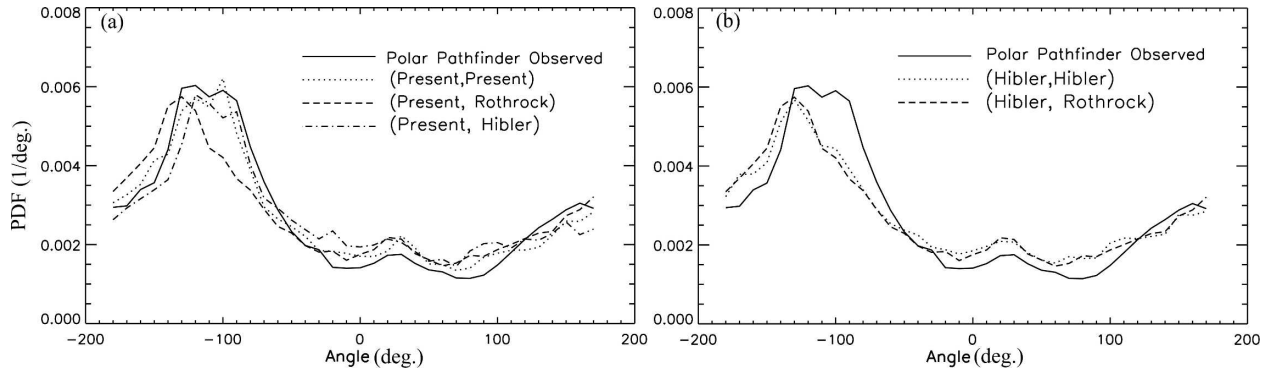 (a)
Polar Pathfinder Observed
(Present,Present)
(Present, Rothrock)
(Present, Hibler)
PDF (1/deg.)
0.008
0.006
0.004
0.002
0.000
−200
−100
0
100
200
Angle (deg.)
(b)
Polar Pathfinder Observed
(Hibler,Hibler)
(Hibler, Rothrock)
0.008
0.006
0.004
0.002
0.000
−200
−100
0
100
200
Angle (deg.)